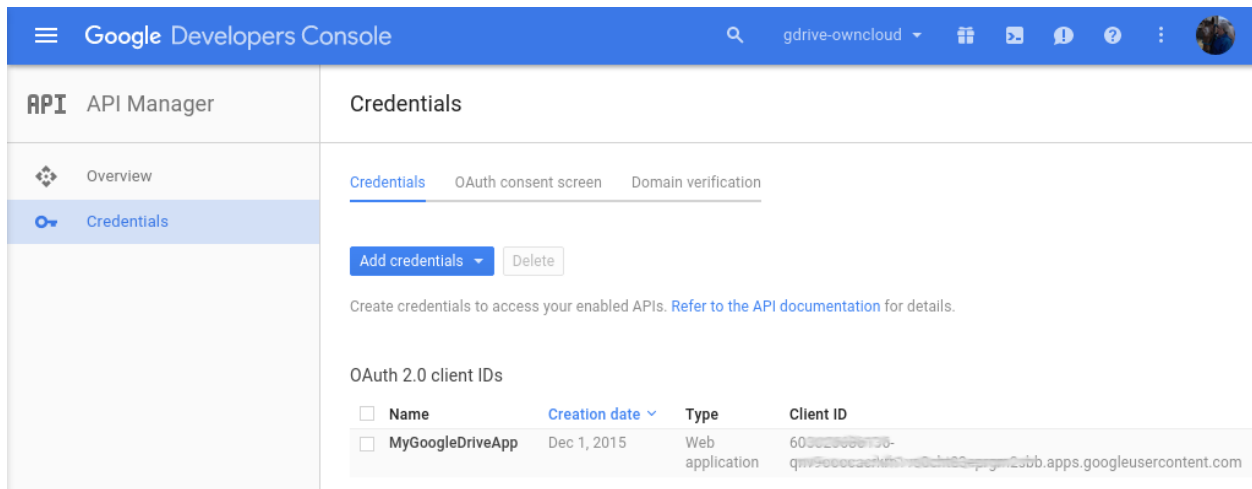 Google Developers Console
gdrive-owncloud
API API Manager
Credentials
Overview
Credentials
Credentials OAuth consent screen Domain verification
Add credentials Delete
Create credentials to access your enabled APIs. Refer to the API documentation for details.
OAuth 2.0 client IDs
Name Creation date Type Client ID
MyGoogleDriveApp Dec 1, 2015 Web
application .apps.googleusercontent.com